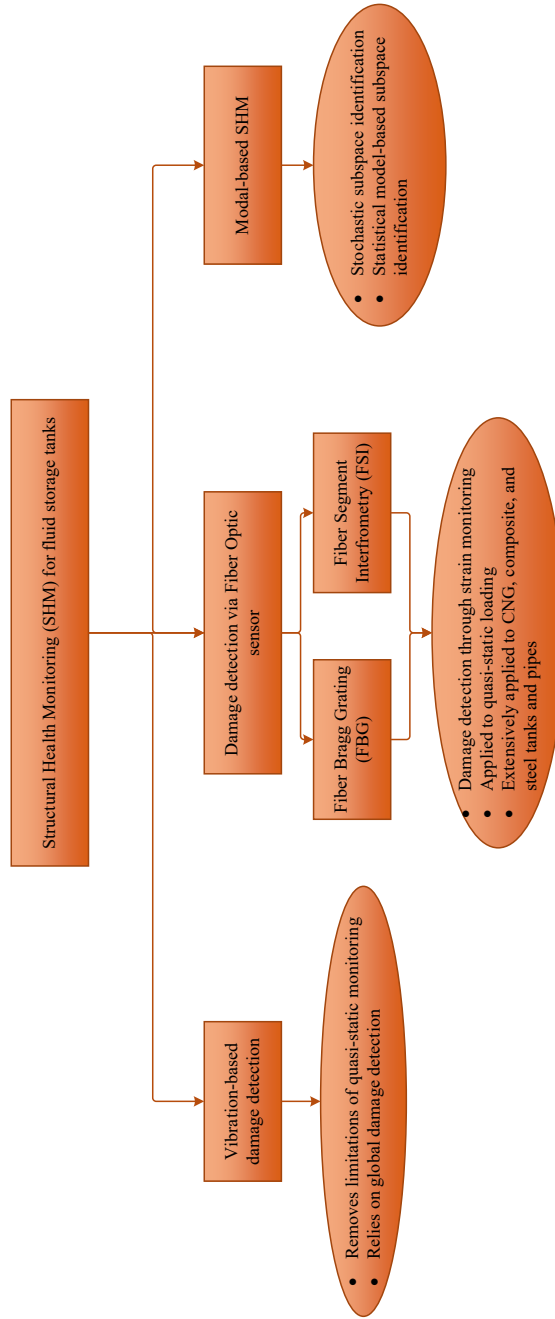 Structural Health Monitoring (SHM) for fluid storage tanks
Vibration-based
damage detection
Damage detection via Fiber Optic
sensor
Modal-based SHM
Fiber Bragg Grating
(FBG)
Fiber Segment
Interfrometry (FSI)
• Removes limitations of quasi-static monitoring
• Relies on global damage detection
• Damage detection through strain monitoring
• Applied to quasi-static loading
• Extensively applied to CNG, composite, and
steel tanks and pipes
• Stochastic subspace identification
• Statistical model-based subspace
identification